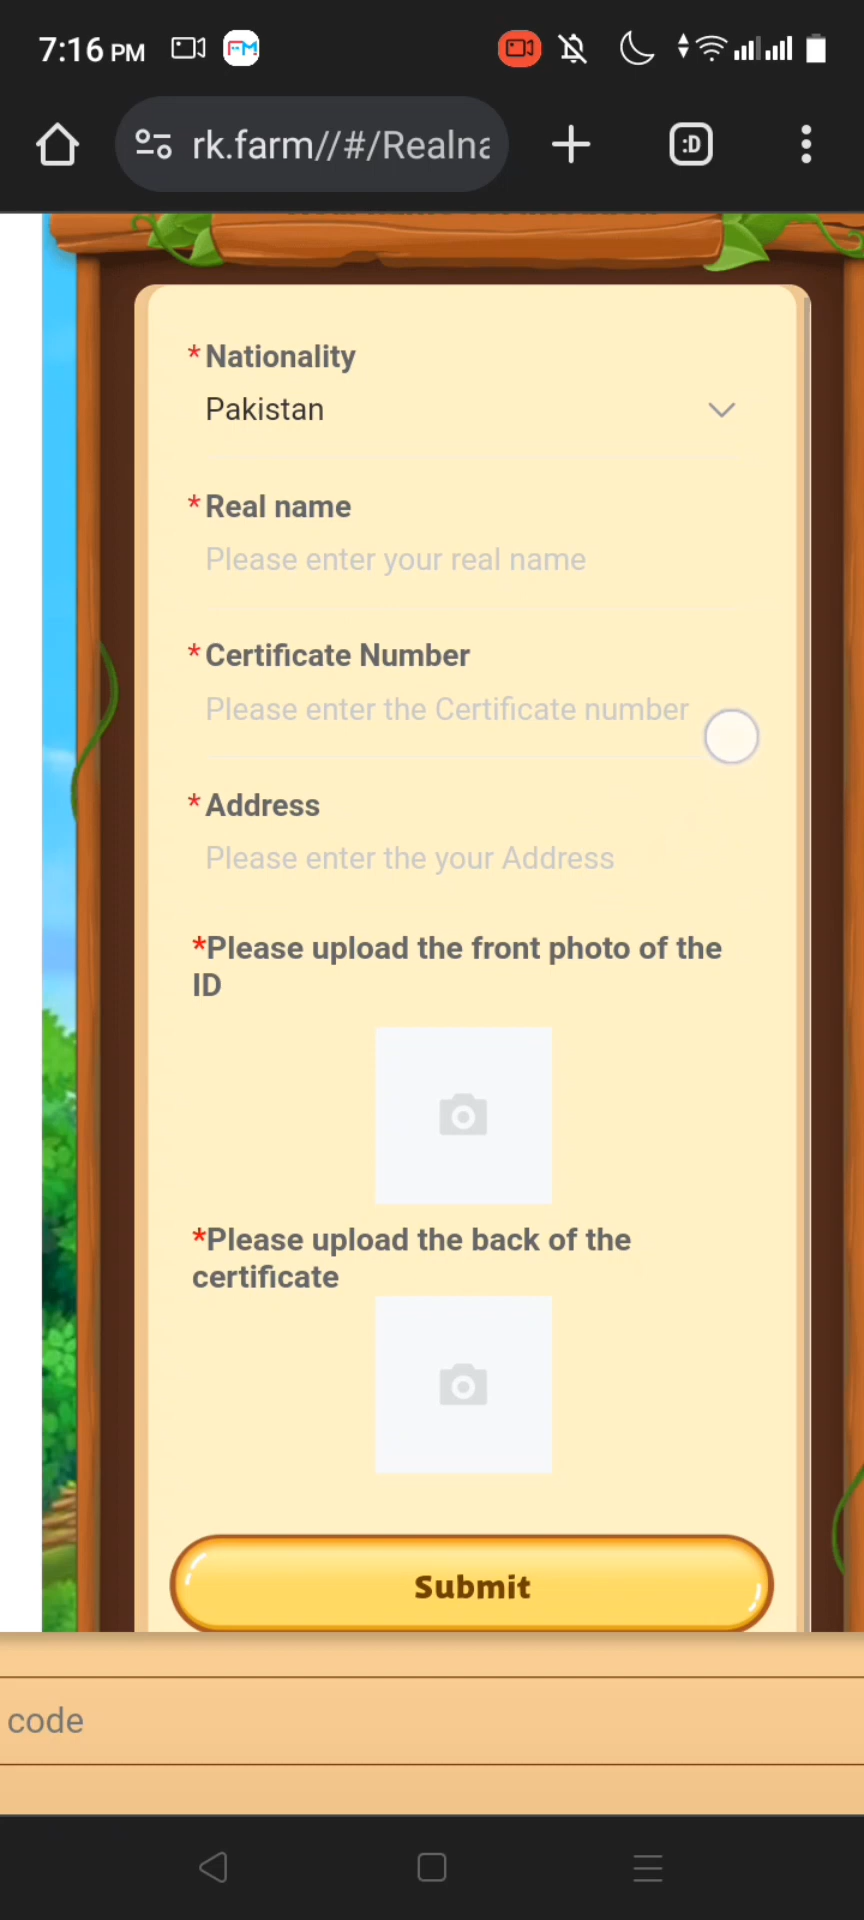 7:16 PM
rk.farm//#/Realna
:D
*Nationality
Pakistan
*Real name
Please enter your real name
*Certificate Number
Please enter the Certificate number
*Address
Please enter the your Address
*Please upload the front photo of the
ID
*Please upload the back of the
certificate
Submit
code